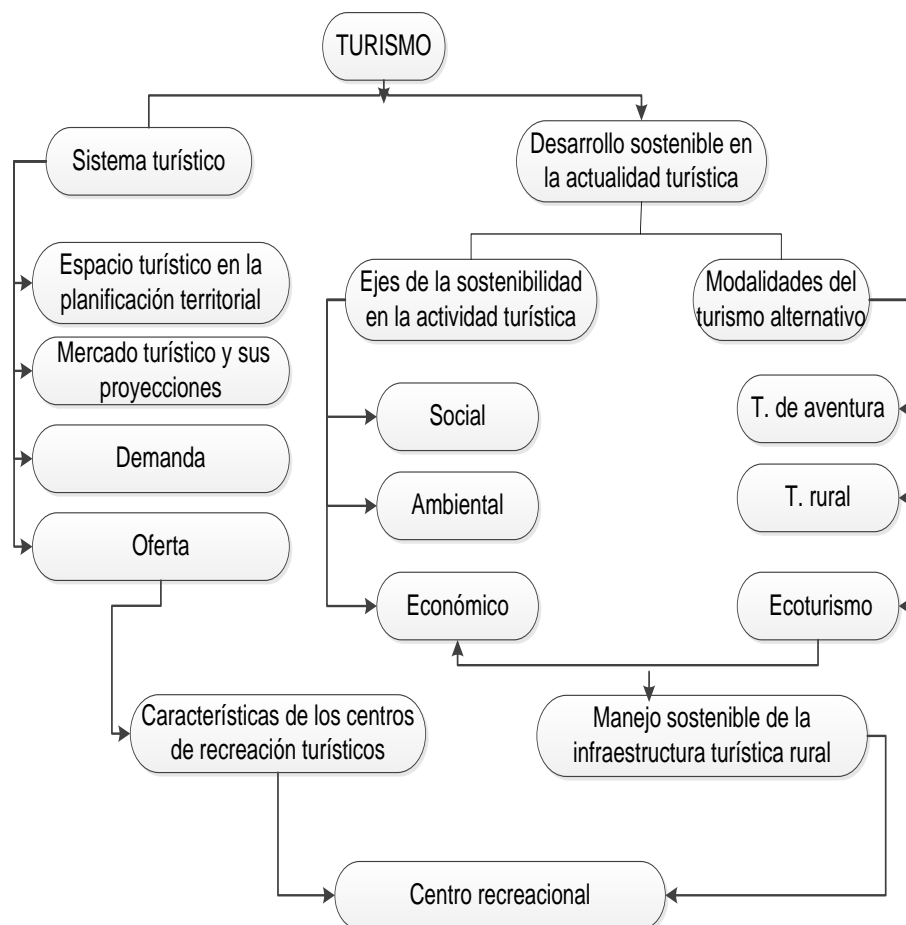 TURISMO
Sistema turístico
Desarrollo sostenible en
la actualidad turística
Espacio turístico en la
planificación territorial
Ejes de la sostenibilidad
en la actividad turística
Modalidades del
turismo alternativo
Mercado turístico y sus
proyecciones
Social
T. de aventura
Demanda
Ambiental
T. rural
Oferta
Económico
Ecoturismo
Características de los centros
de recreación turísticos
Manejo sostenible de la
infraestructura turística rural
Centro recreacional